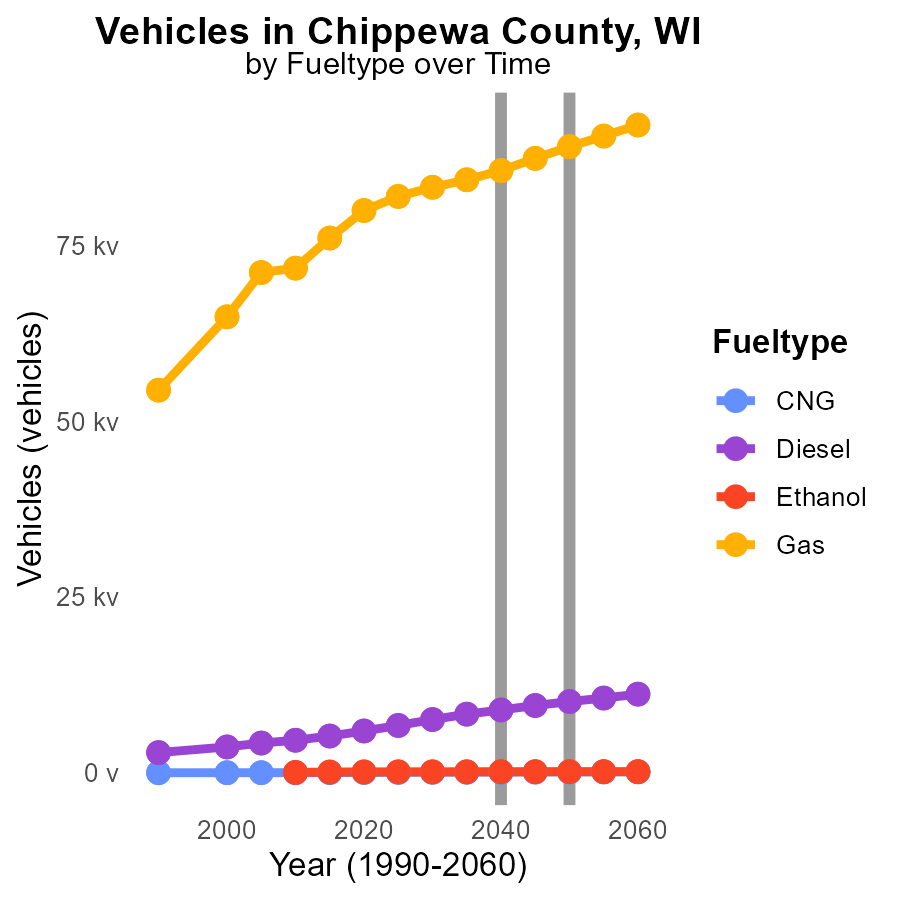 Vehicles in Chippewa County, WI
by Fueltype over Time
Vehicles (vehicles)
75 kv
50 kv
25 kv
0 v
2000 2020 2040 2060
Year (1990-2060)
Fueltype
CNG
Diesel
Ethanol
Gas